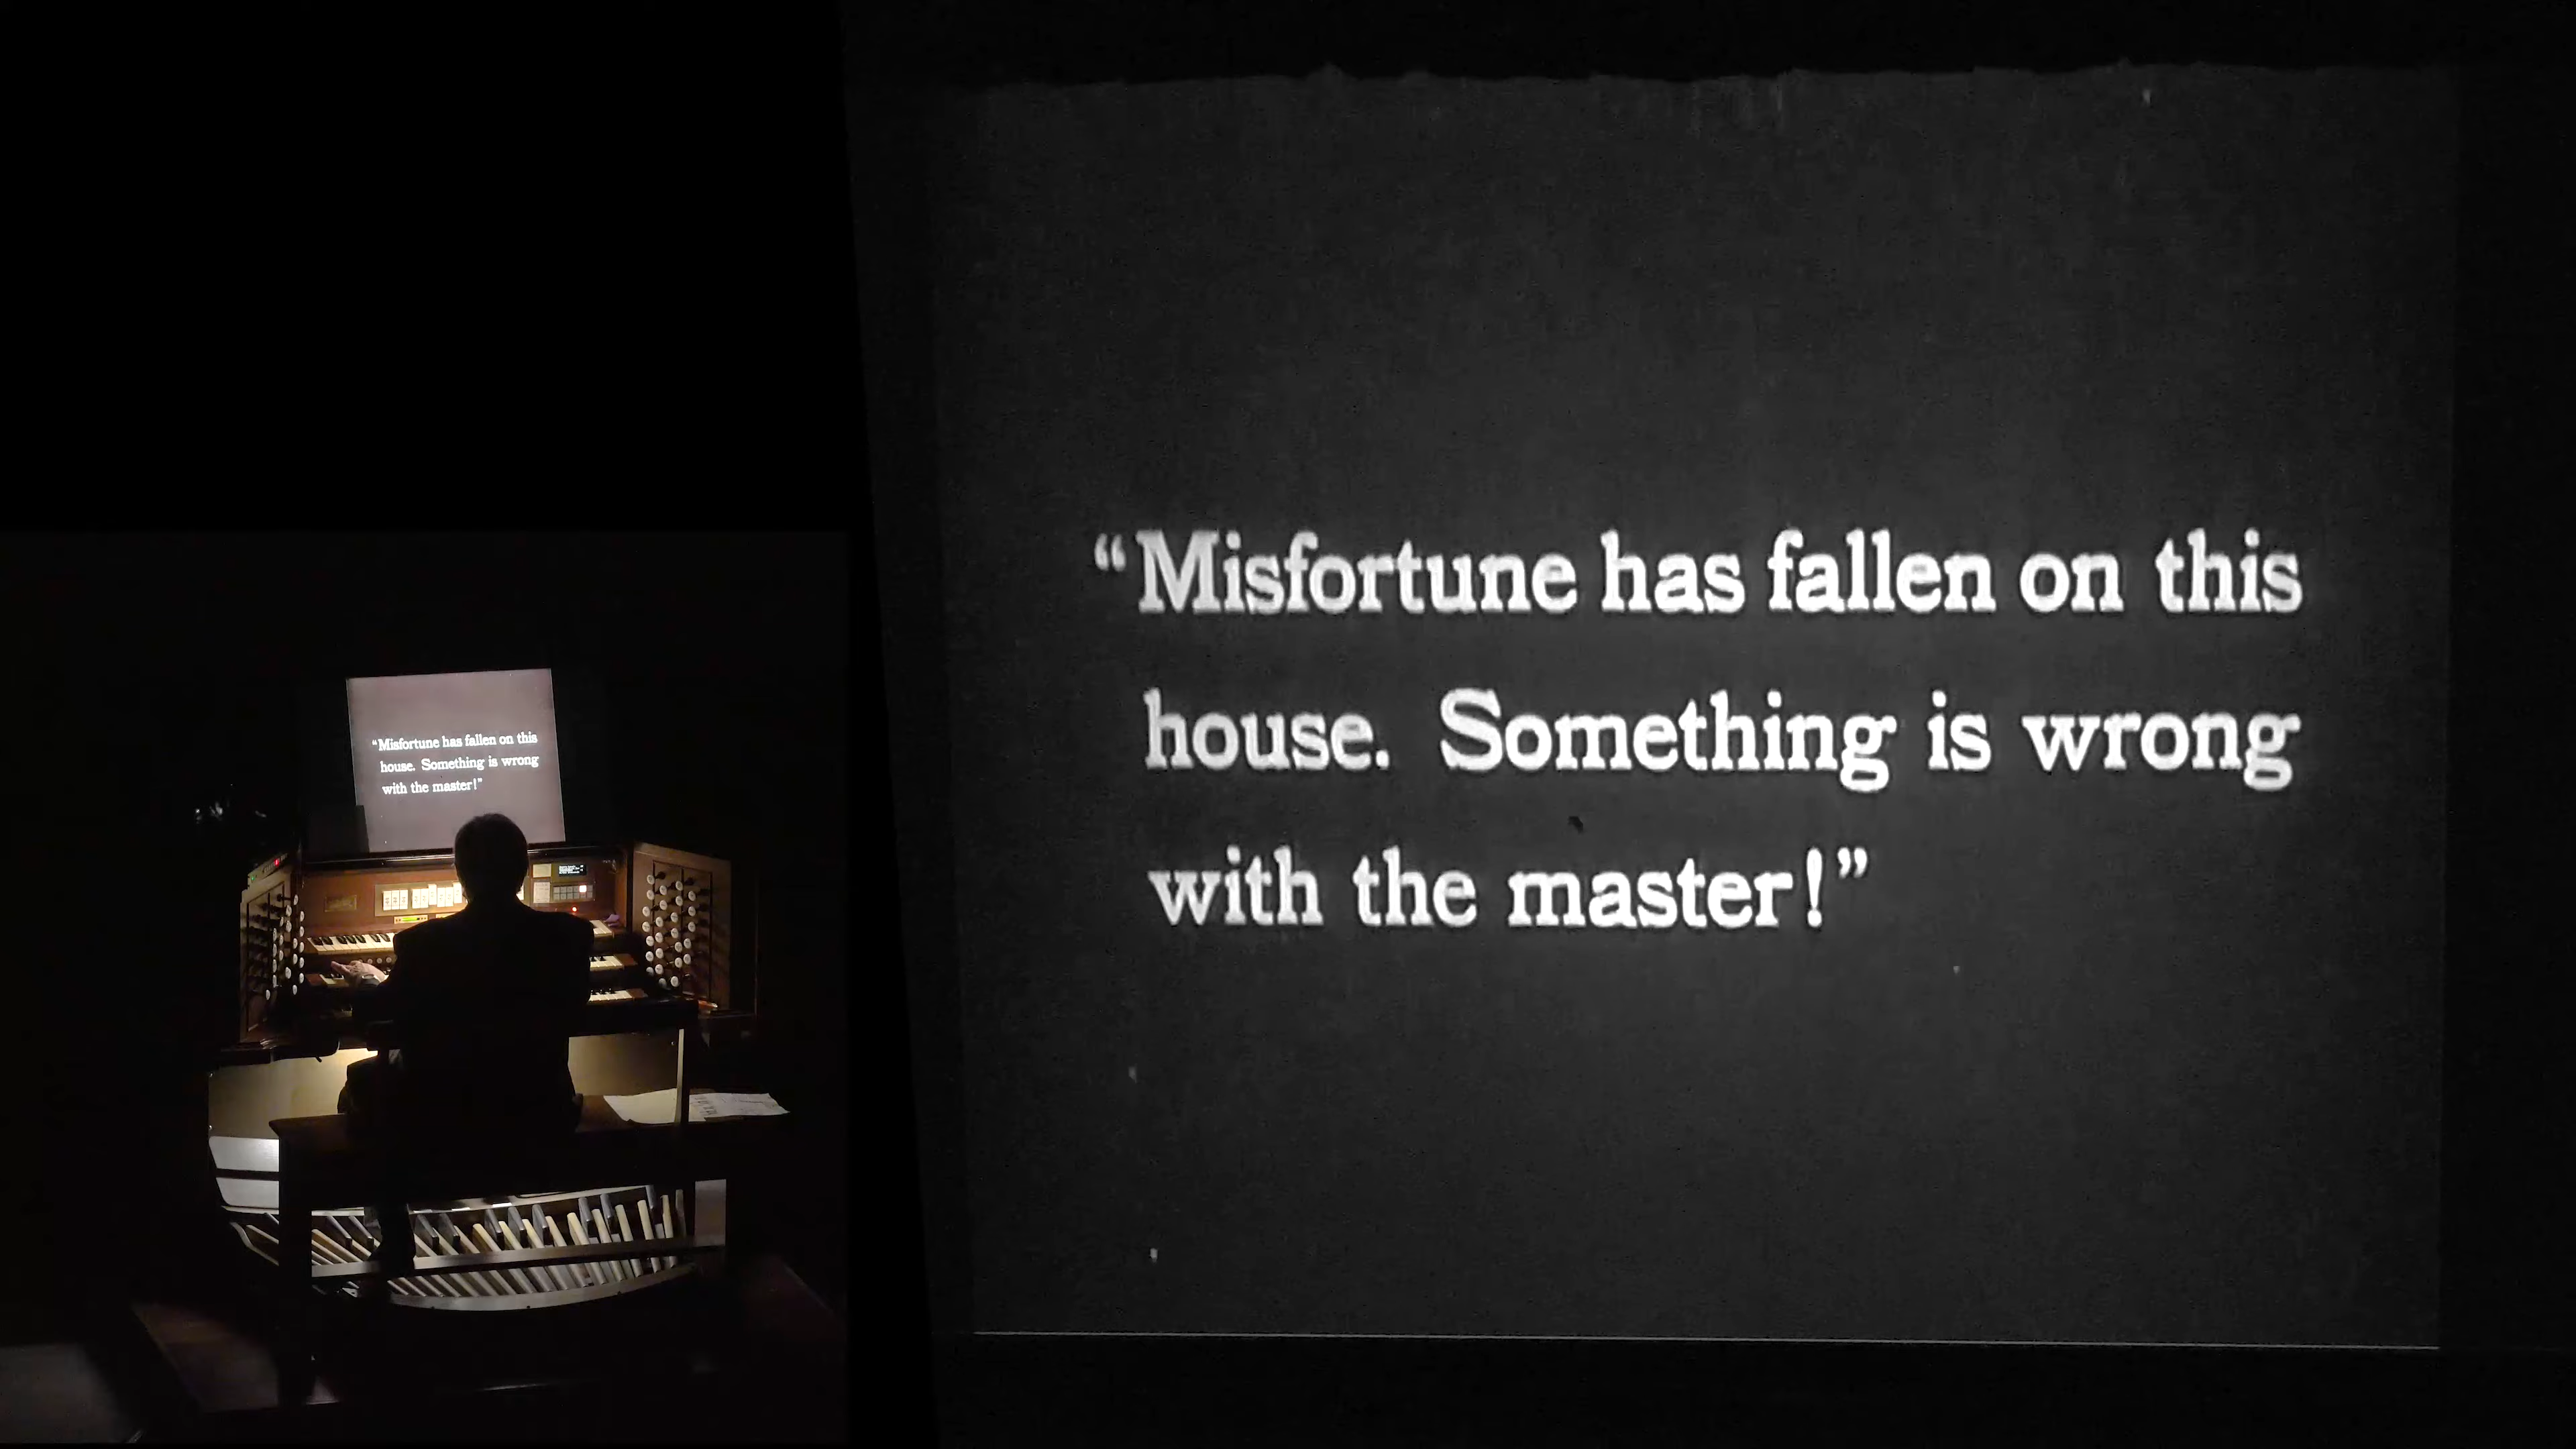 “Misfortune has fallen on this
house. Something is wrong
with the master!”
“Misfortune has fallen on this
house. Something is wrong
with the master!”